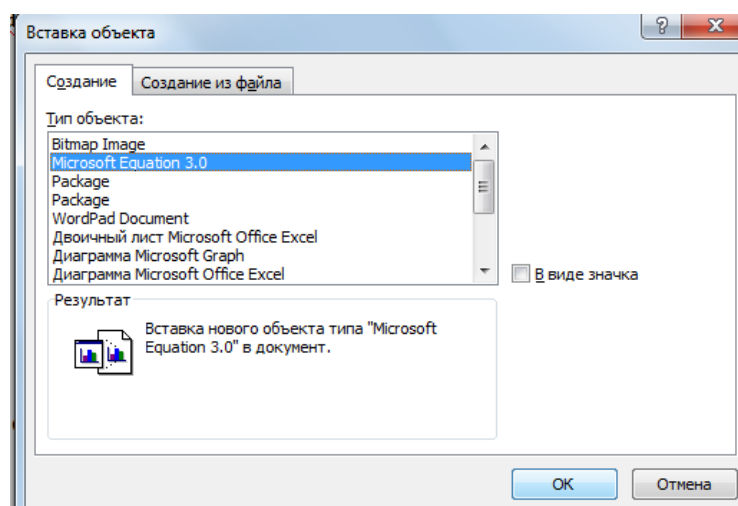 Вставка объекта
Создание
Создание из файла
Тип объекта:
Bitmap Image
Microsoft Equation 3.0
Package
Package
WordPad Document
Двоичный лист Microsoft Office Excel
Диаграмма Microsoft Graph
Диаграмма Microsoft Office Excel
В виде значка
Результат
Вставка нового объекта типа "Microsoft
Equation 3.0" в документ.
ОК
Отмена